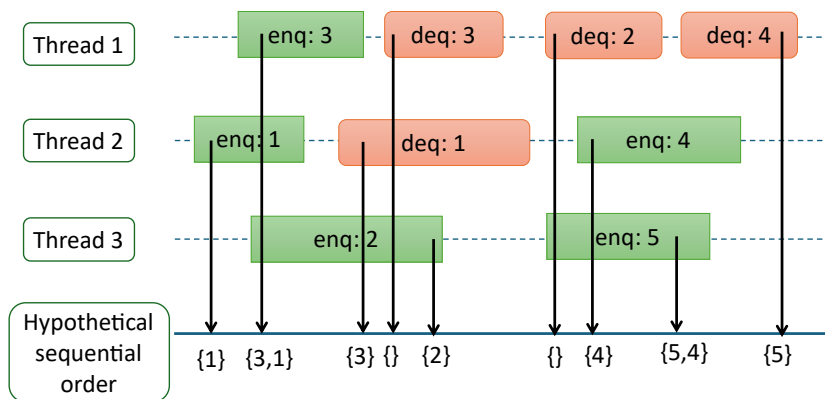 Thread 1
enq: 3
deq: 3
deq: 2
deq: 4
Thread 2
enq: 1
deq: 1
enq: 4
Thread 3
enq: 2
enq: 5
Hypothetical
sequential
order
{1} {3,1} {3} {} {2} {} {4} {5,4} {5}